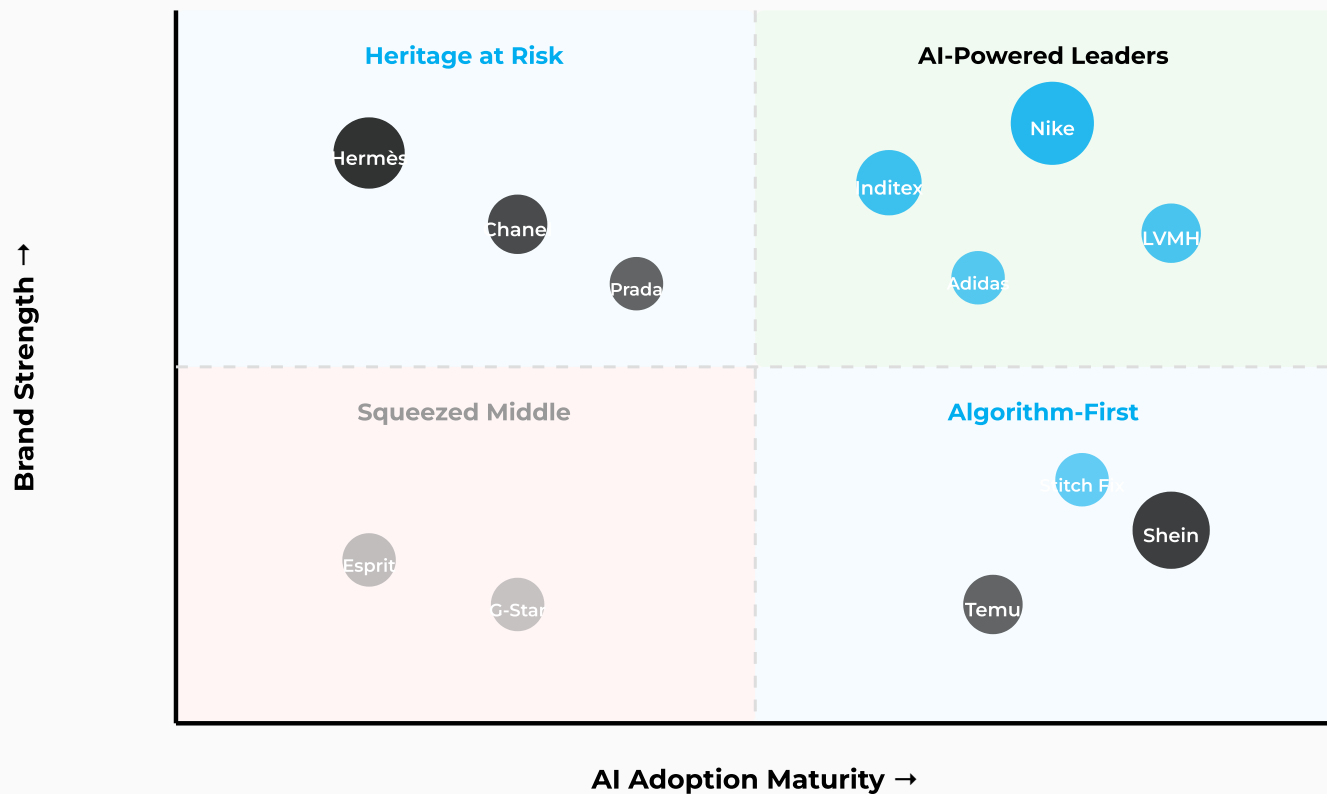 Heritage at Risk
AI-Powered Leaders
Nike
Hermès
Inditex
Chanel
LVMH
Adidas
Prada
Brand Strength →
Squeezed Middle
Algorithm-First
Stitch Fix
Shein
Esprit
G-Star
Temu
AI Adoption Maturity →